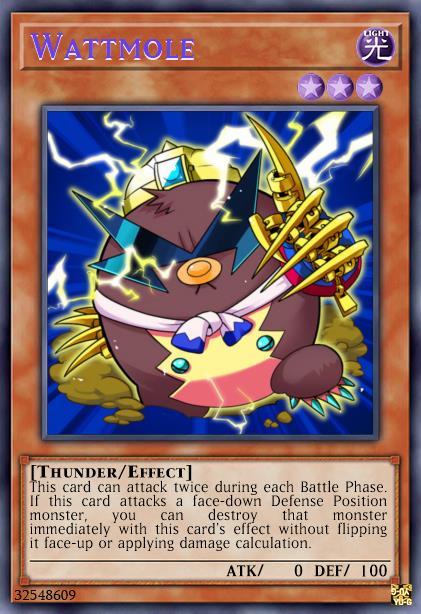 WATTMOLE
LIGHT
光
[THUNDER/EFFECT]
This card can attack twice during each Battle Phase.
If this card attacks a face-down Defense Position
monster, you can destroy that monster
immediately with this card's effect without flipping
it face-up or applying damage calculation.
ATK/ 0 DEF/ 100
32548609